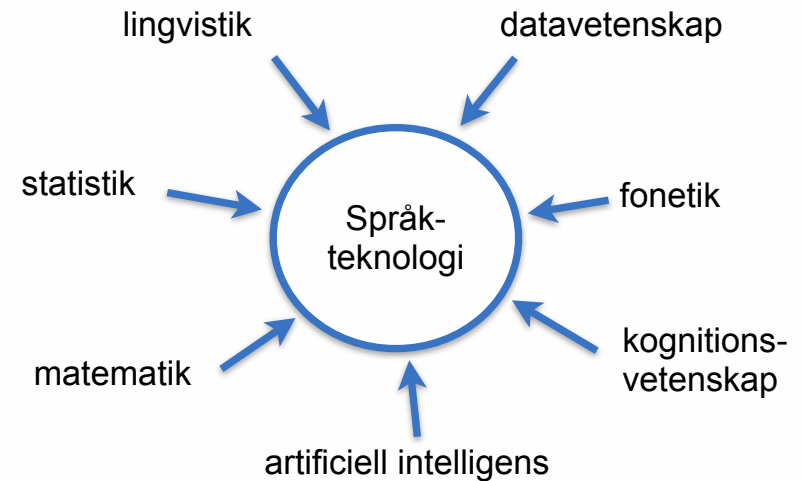 lingvistik
datavetenskap
statistik
Språk-
teknologi
fonetik
matematik
kognitions-
vetenskap
artificiell intelligens